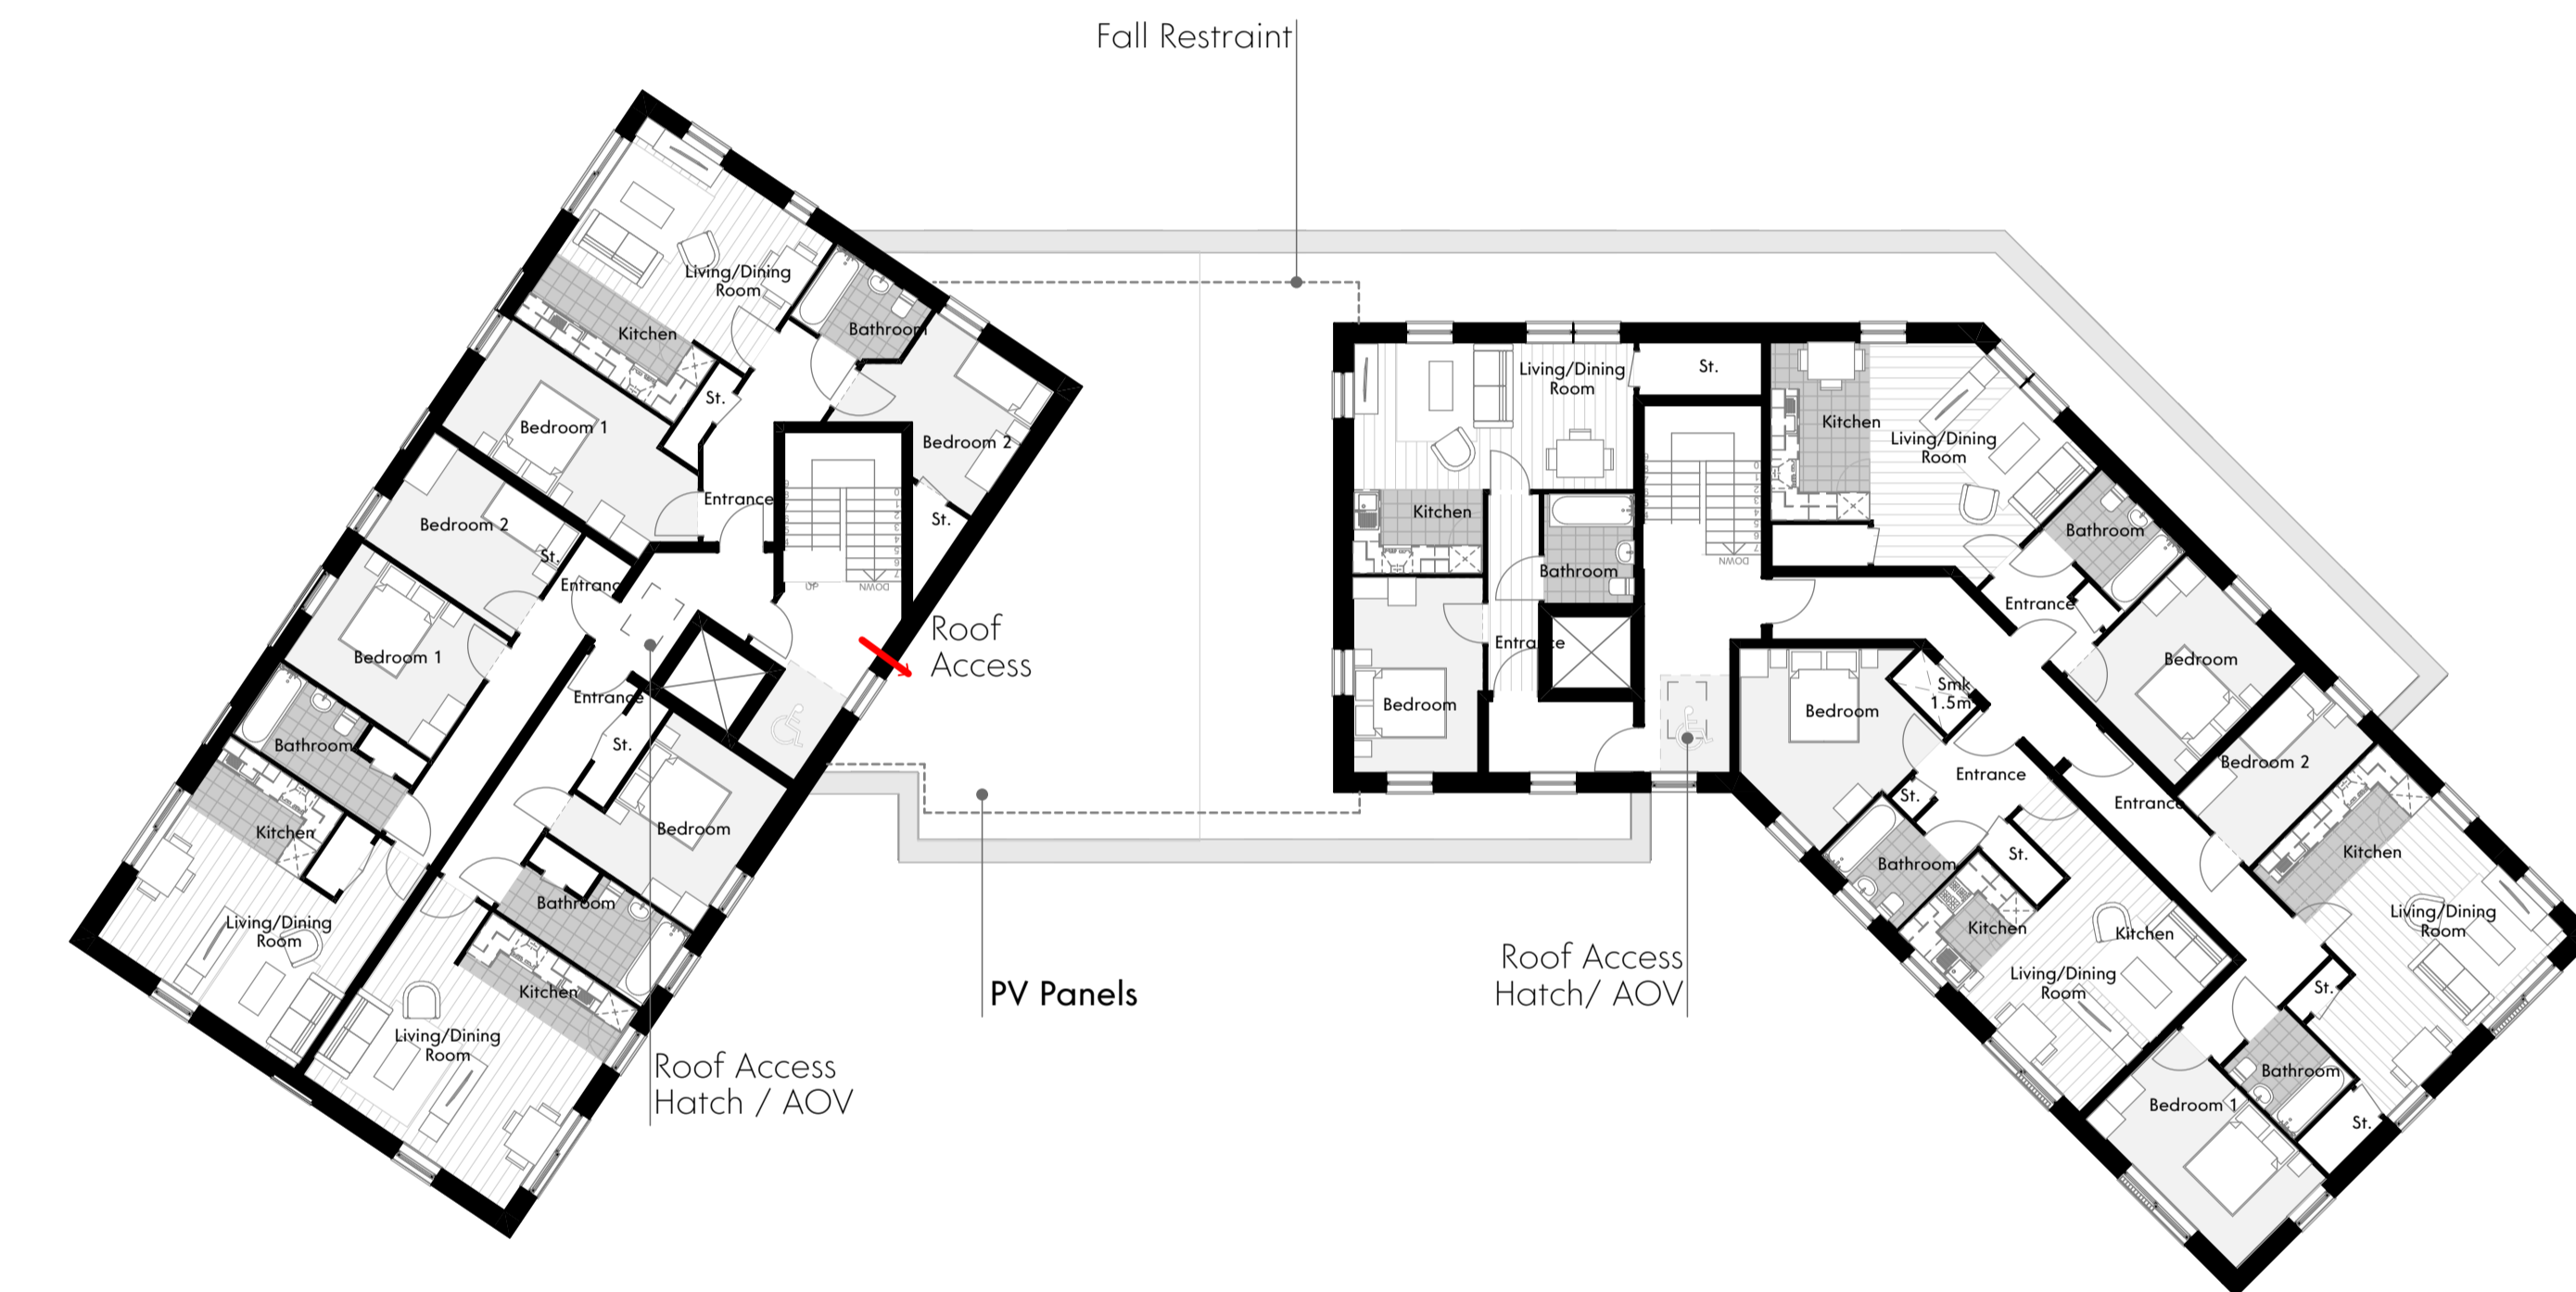 Fall Restraint
Living/Dining
Room
Kitchen
Bathroom
St.
Bedroom 1
Bedroom 2
Entrance
St.
UP
DOWN
Bedroom 2
St.
Entranc
Bedroom 1
Roof
Access
Entrance
St.
Bathroom
Kitchen
Bedroom
Living/Dining
Room
Bathroom
Kitchen
Living/Dining
Room
Roof Access
Hatch / AOV
PV Panels
Living/Dining
Room
St.
Kitchen
Bathroom
DOWN
Entrance
Bedroom
Kitchen
Living/Dining
Room
Bathroom
Entrance
Bedroom
Smk
1.5m
Bedroom
Entrance
St.
Bedroom 2
Entrance
Bathroom
St.
Kitchen
Kitchen
Living/Dining
Room
Kitchen
Living/Dining
Room
St.
Bathroom
Bedroom 1
St.
Roof Access
Hatch/ AOV